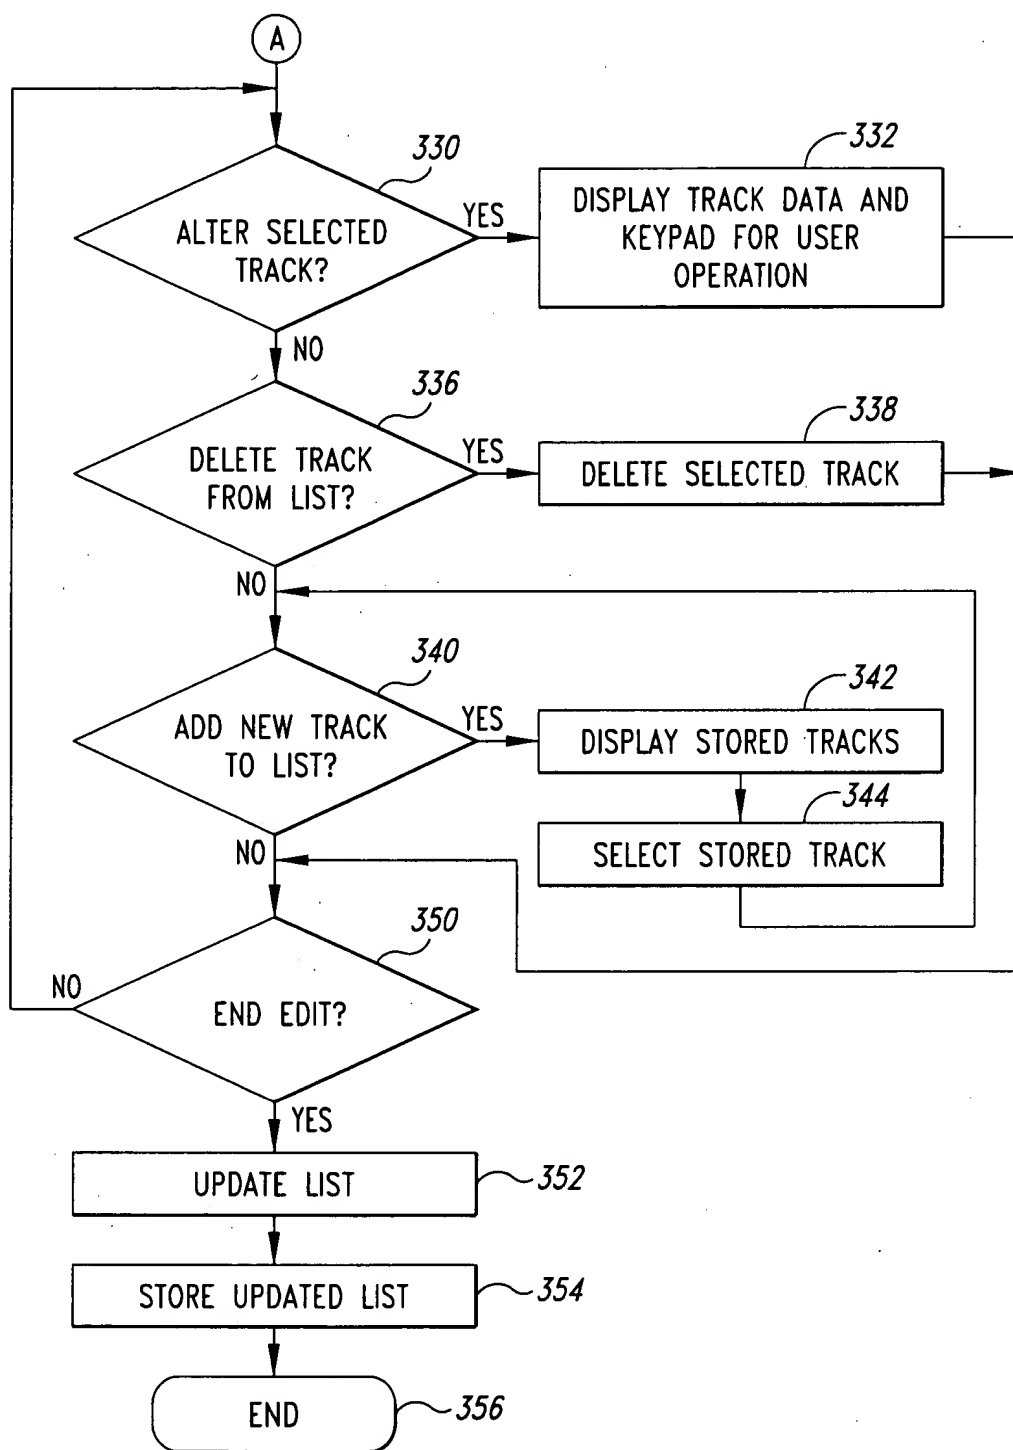 A
330
ALTER SELECTED
TRACK?
YES
NO
332
DISPLAY TRACK DATA AND
KEYPAD FOR USER
OPERATION
336
DELETE TRACK
FROM LIST?
YES
NO
338
DELETE SELECTED TRACK
340
ADD NEW TRACK
TO LIST?
YES
NO
342
DISPLAY STORED TRACKS
344
SELECT STORED TRACK
350
END EDIT?
NO
YES
UPDATE LIST
352
STORE UPDATED LIST
354
END
356